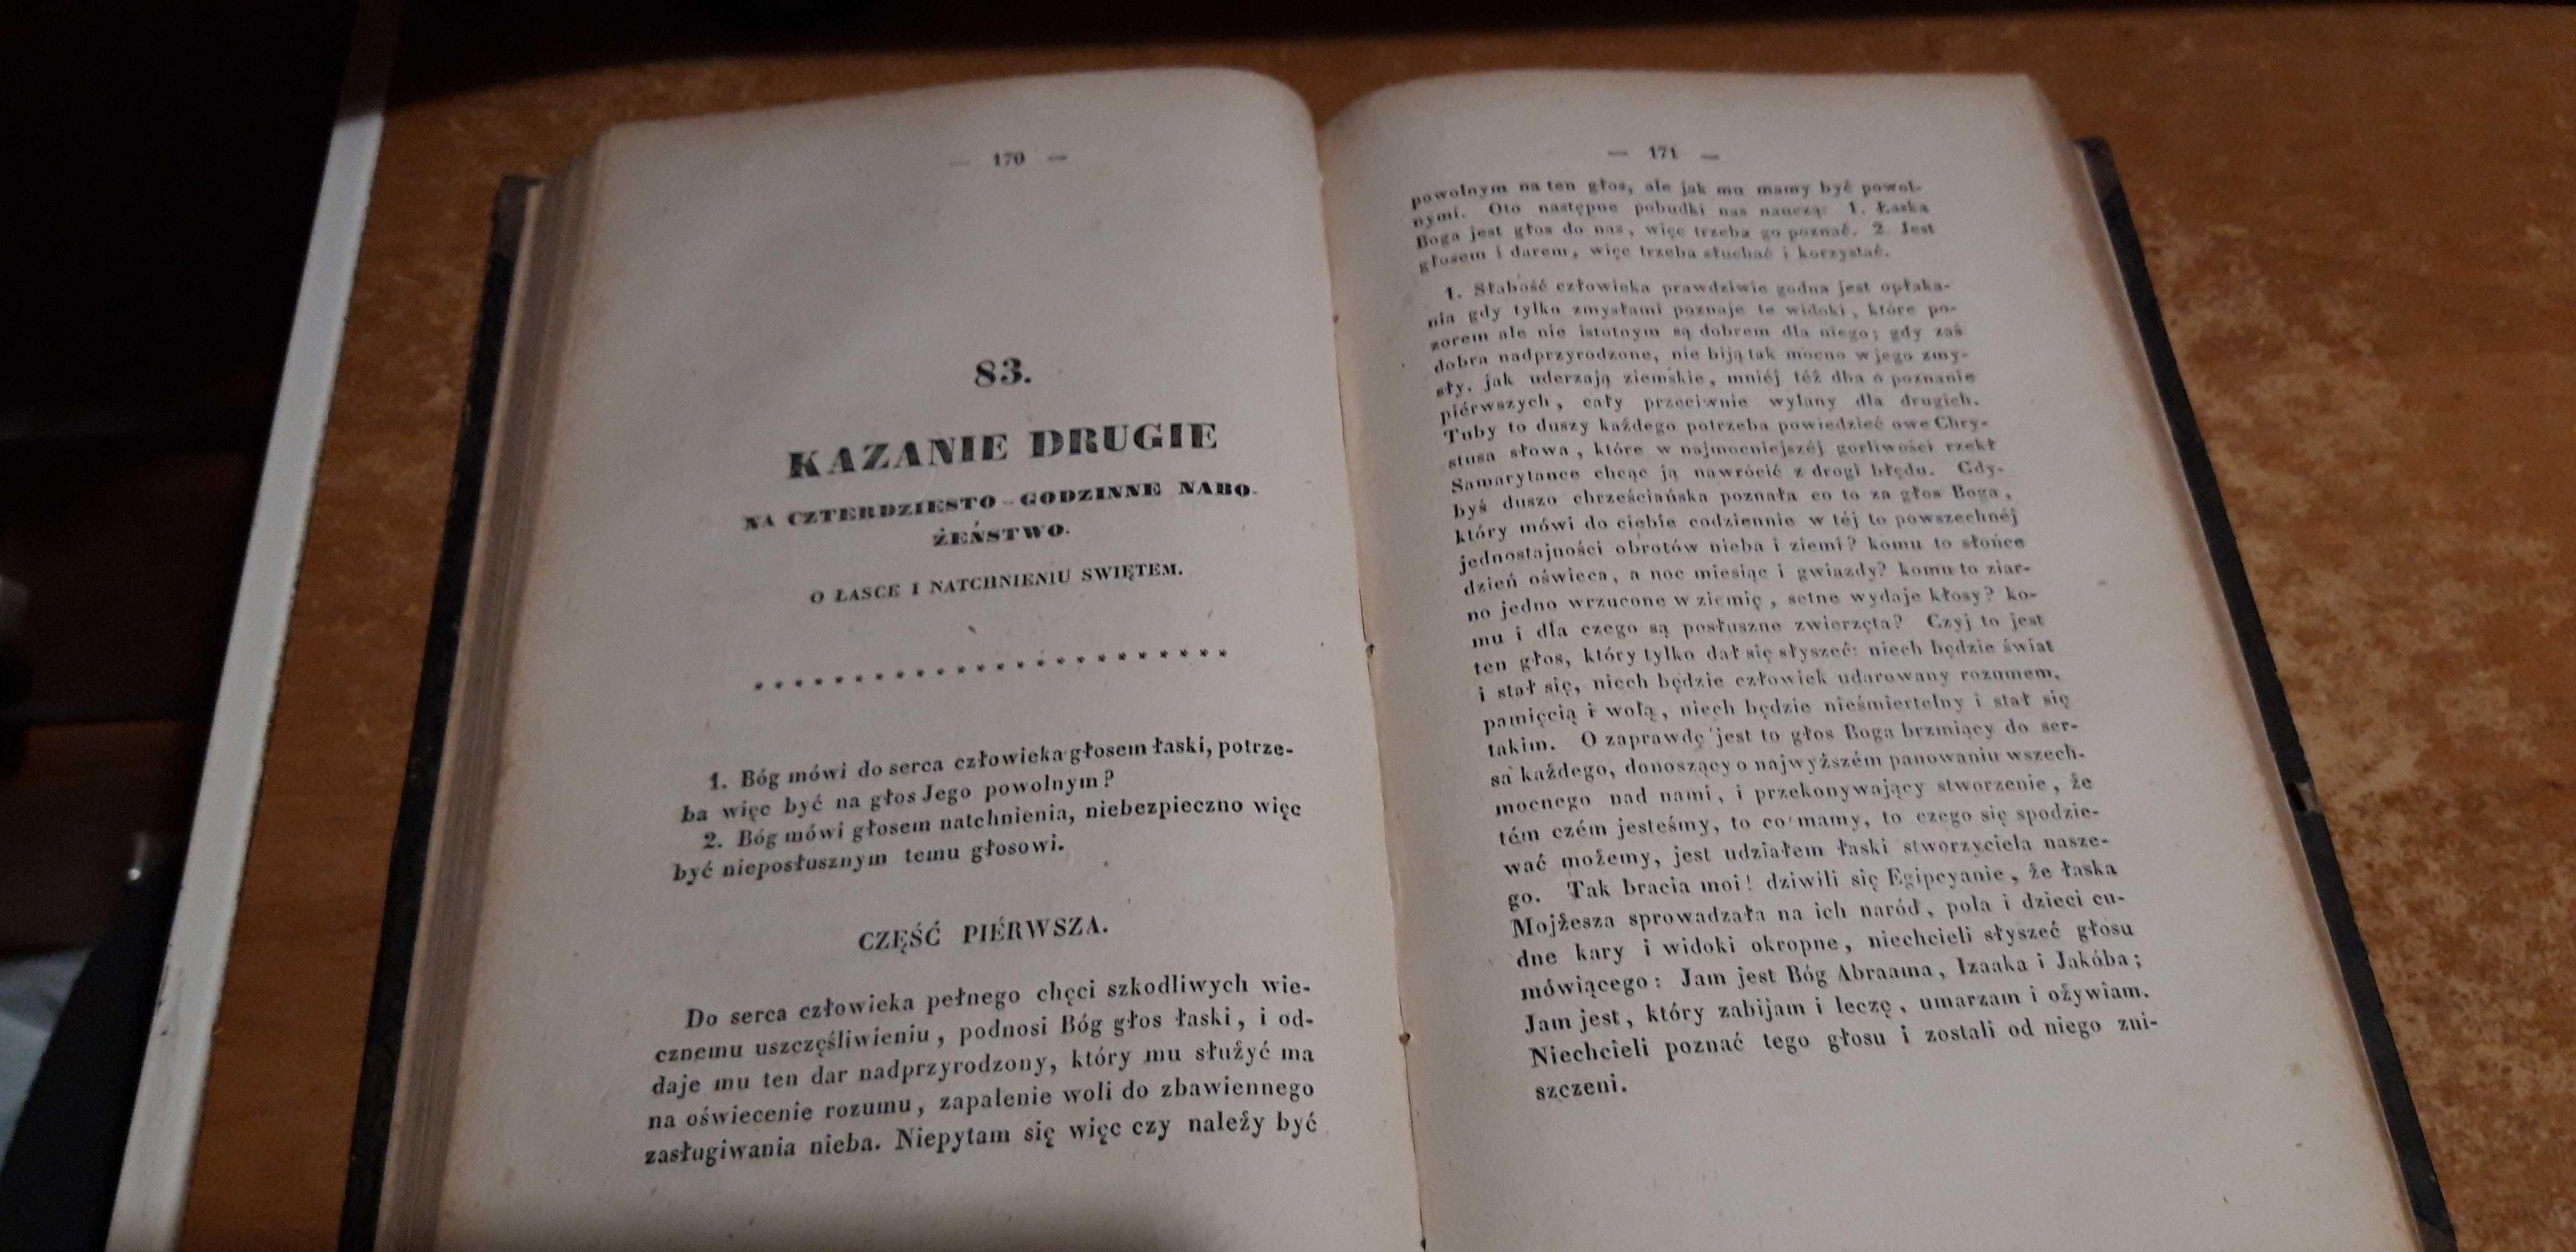 — 170 —
83.
KAZANIE DRUGIE
NA CZTERDZIESTO-GODZINNE NABO-
ŻEŃSTWO.
O ŁASCE I NATCHNIENIU SWIĘTEM.
1. Bóg mówi do serca człowieka głosem łaski, potrze-
ba więc być na głos Jego powolnym?
2. Bóg mówi głosem natchnienia, niebezpieczno więc
być nieposłusznym temu głosowi.
CZĘŚĆ PIÉRWSZA.
Do serca człowieka pełnego chęci szkodliwych wie-
cznemu uszczęśliwieniu, podnosi Bóg głos łaski, i od-
daje mu ten dar nadprzyrodzony, który mu służyć ma
na oświecenie rozumu, zapalenie woli do zbawiennego
zasługiwania nieba. Niepytam się więc czy należy być
— 171 —
powolnym na ten głos, ale jak mu mamy być powol-
nymi. Oto następne pobudki nas nauczą: 1. Łaska
Boga jest głos do nas, więc trzeba go poznać. 2. Jest
głosem i darem, więc trzeba słuchać i korzystać.
1. Słabość człowieka prawdziwie godna jest opłaka-
nia gdy tylko zmysłami poznaje te widoki, które po-
zorem ale nie istotnym są dobrem dla niego; gdy zaś
dobra nadprzyrodzone, nie biją tak mocno w jego zmy-
sły, jak uderzają ziemskie, mniéj téż dba o poznanie
piérwszych, cały przeciwnie wylany dla drugich.
Tuby to duszy każdego potrzeba powiedzieć owe Chry-
stusa słowa, które w najmocniejszéj gorliwości rzekł
Samarytance chcąc ją nawrócić z drogi błędu. Gdy-
byś duszo chrześciańska poznała co to za głos Boga,
który mówi do ciebie codziennie w téj to powszechnéj
jednostajności obrotów nieba i ziemi? komu to słońce
dzień oświeca, a noc miesiąc i gwiazdy? komu to ziar-
no jedno wrzucone w ziemię, setne wydaje kłosy? ko-
mu i dla czego są posłuszne zwierzęta? Czyj to jest
ten głos, który tylko dał się słyszeć: niech będzie świat
i stał się, niech będzie człowiek udarowany rozumem,
pamięcią i wolą, niech będzie nieśmiertelny i stał się
takim. O zaprawdę jest to głos Boga brzmiący do ser-
sa każdego, donoszący o najwyższém panowaniu wszech-
mocnego nad nami, i przekonywający stworzenie, że
tém czém jesteśmy, to co mamy, to czego się spodzie-
wać możemy, jest udziałem łaski stworzyciela nasze-
go. Tak bracia moi! dziwili się Egipcyanie, że łaska
Mojżesza sprowadzała na ich naród, pola i dzieci cu-
dne kary i widoki okropne, niechcieli słyszeć głosu
mówiącego: Jam jest Bóg Abraama, Izaaka i Jakóba;
Jam jest, który zabijam i leczę, umarzam i ożywiam.
Niechcieli poznać tego głosu i zostali od niego zni-
szczeni.